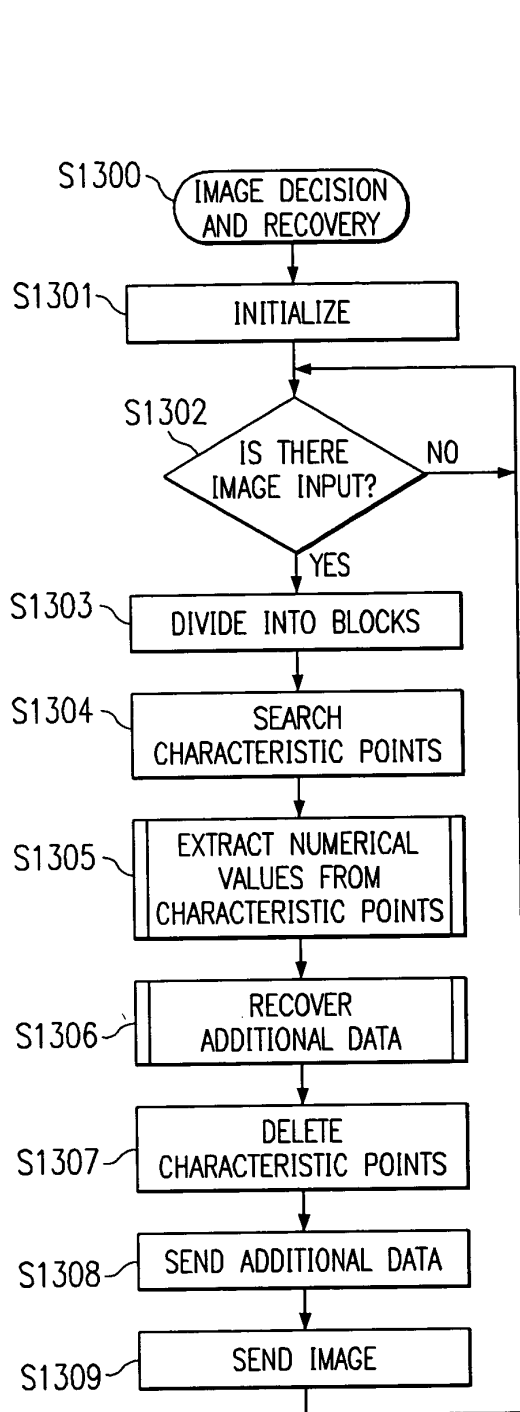 S1300
IMAGE DECISION
AND RECOVERY
S1301
INITIALIZE
S1302
IS THERE
IMAGE INPUT?
NO
YES
S1303
DIVIDE INTO BLOCKS
S1304
SEARCH
CHARACTERISTIC POINTS
S1305
EXTRACT NUMERICAL
VALUES FROM
CHARACTERISTIC POINTS
S1306
RECOVER
ADDITIONAL DATA
S1307
DELETE
CHARACTERISTIC POINTS
S1308
SEND ADDITIONAL DATA
S1309
SEND IMAGE